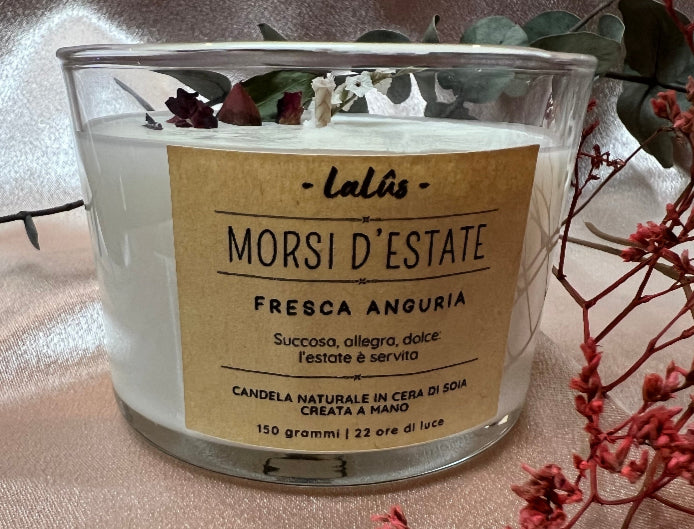 - LaLûs -
MORSI D'ESTATE
FRESCA ANGURIA
Succosa, allegra, dolce:
l'estate è servita
CANDELA NATURALE IN CERA DI SOIA
CREATA A MANO
150 grammi | 22 ore di luce